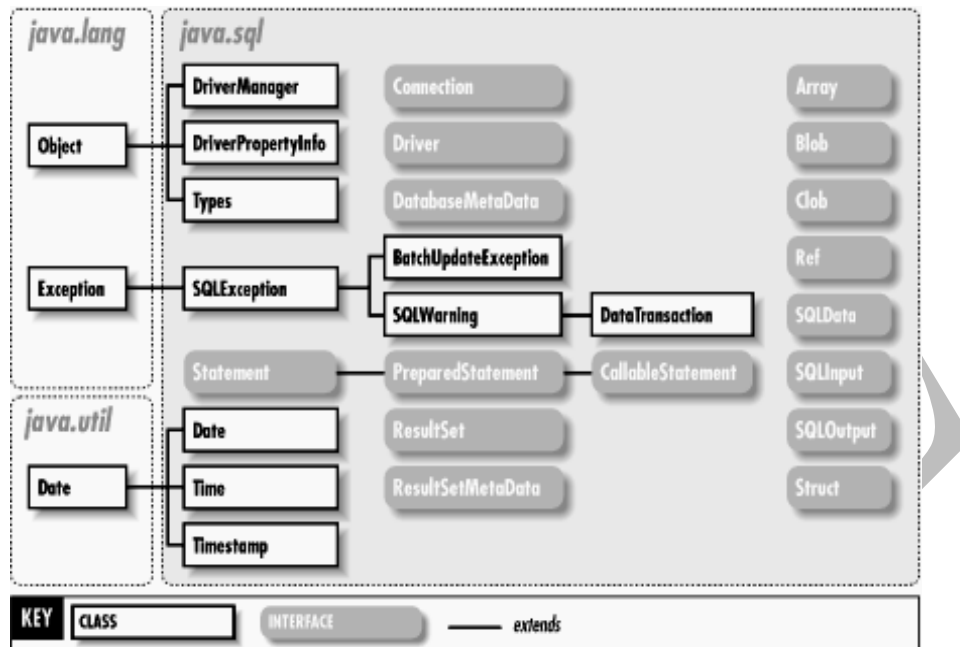 java.lang
java.sql
DriverManager
Connection
Array
Object
DriverPropertyInfo
Driver
Blob
Types
DatabaseMetaData
Clob
BatchUpdateException
Ref
Exception
SQLException
SQLWarning
DataTransaction
SQLData
Statement
PreparedStatement
CallableStatement
SQLInput
java.util
Date
ResultSet
SQLOutput
Date
Time
ResultSetMetaData
Struct
Timestamp
KEY
CLASS
INTERFACE
extends